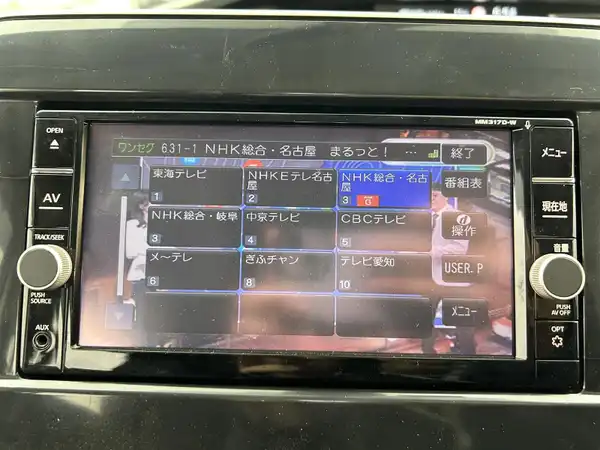 MM317D-W
OPEN
AV
TRACK/SEEK
PUSH
SOURCE
AUX
ワンセグ 631-1 NHK総合・名古屋 まるっと! … 終了
東海テレビ
1
NHKEテレ名古
屋
2
NHK総合・名古
屋
3
番組表
NHK総合・岐阜
3
中京テレビ
4
CBCテレビ
5
d
操作
メ〜テレ
6
ぎふチャン
8
テレビ愛知
10
USER.P
メニュー
メニュー
現在地
音量
PUSH
AV OFF
OPT